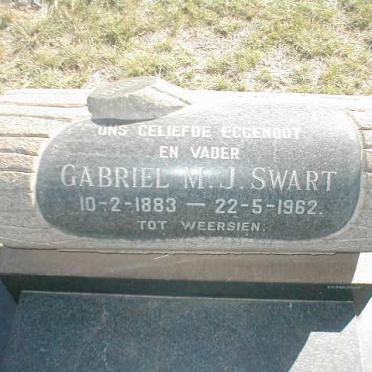 ONS GELIEFDE EGGENOOT
EN VADER
GABRIEL M. J. SWART
10-2-1883 — 22-5-1962.
TOT WEERSIEN.